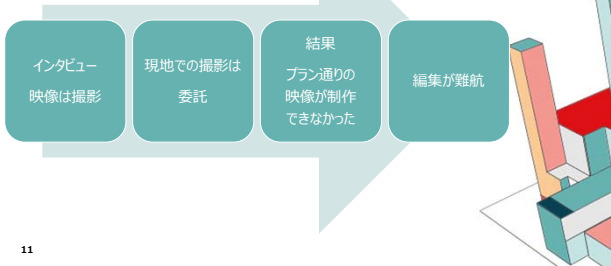 インタビュー
映像は撮影
現地での撮影は
委託
結果
プラン通りの
映像が制作
できなかった
編集が難航
11